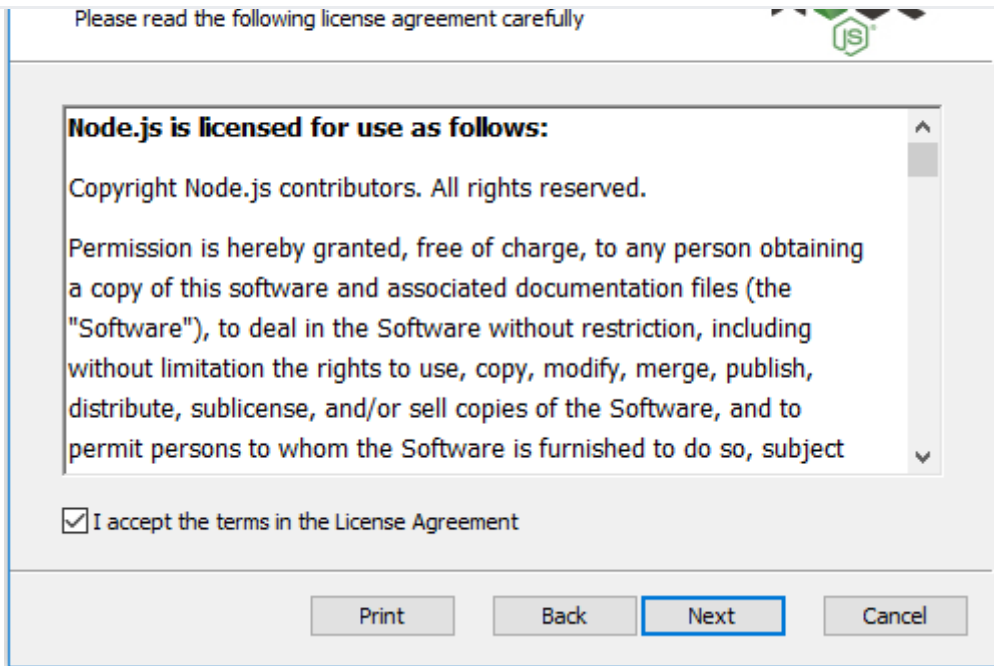 Please read the following license agreement carefully
JS
Node.js is licensed for use as follows:
Copyright Node.js contributors. All rights reserved.
Permission is hereby granted, free of charge, to any person obtaining
a copy of this software and associated documentation files (the
"Software"), to deal in the Software without restriction, including
without limitation the rights to use, copy, modify, merge, publish,
distribute, sublicense, and/or sell copies of the Software, and to
permit persons to whom the Software is furnished to do so, subject
I accept the terms in the License Agreement
Print Back Next Cancel